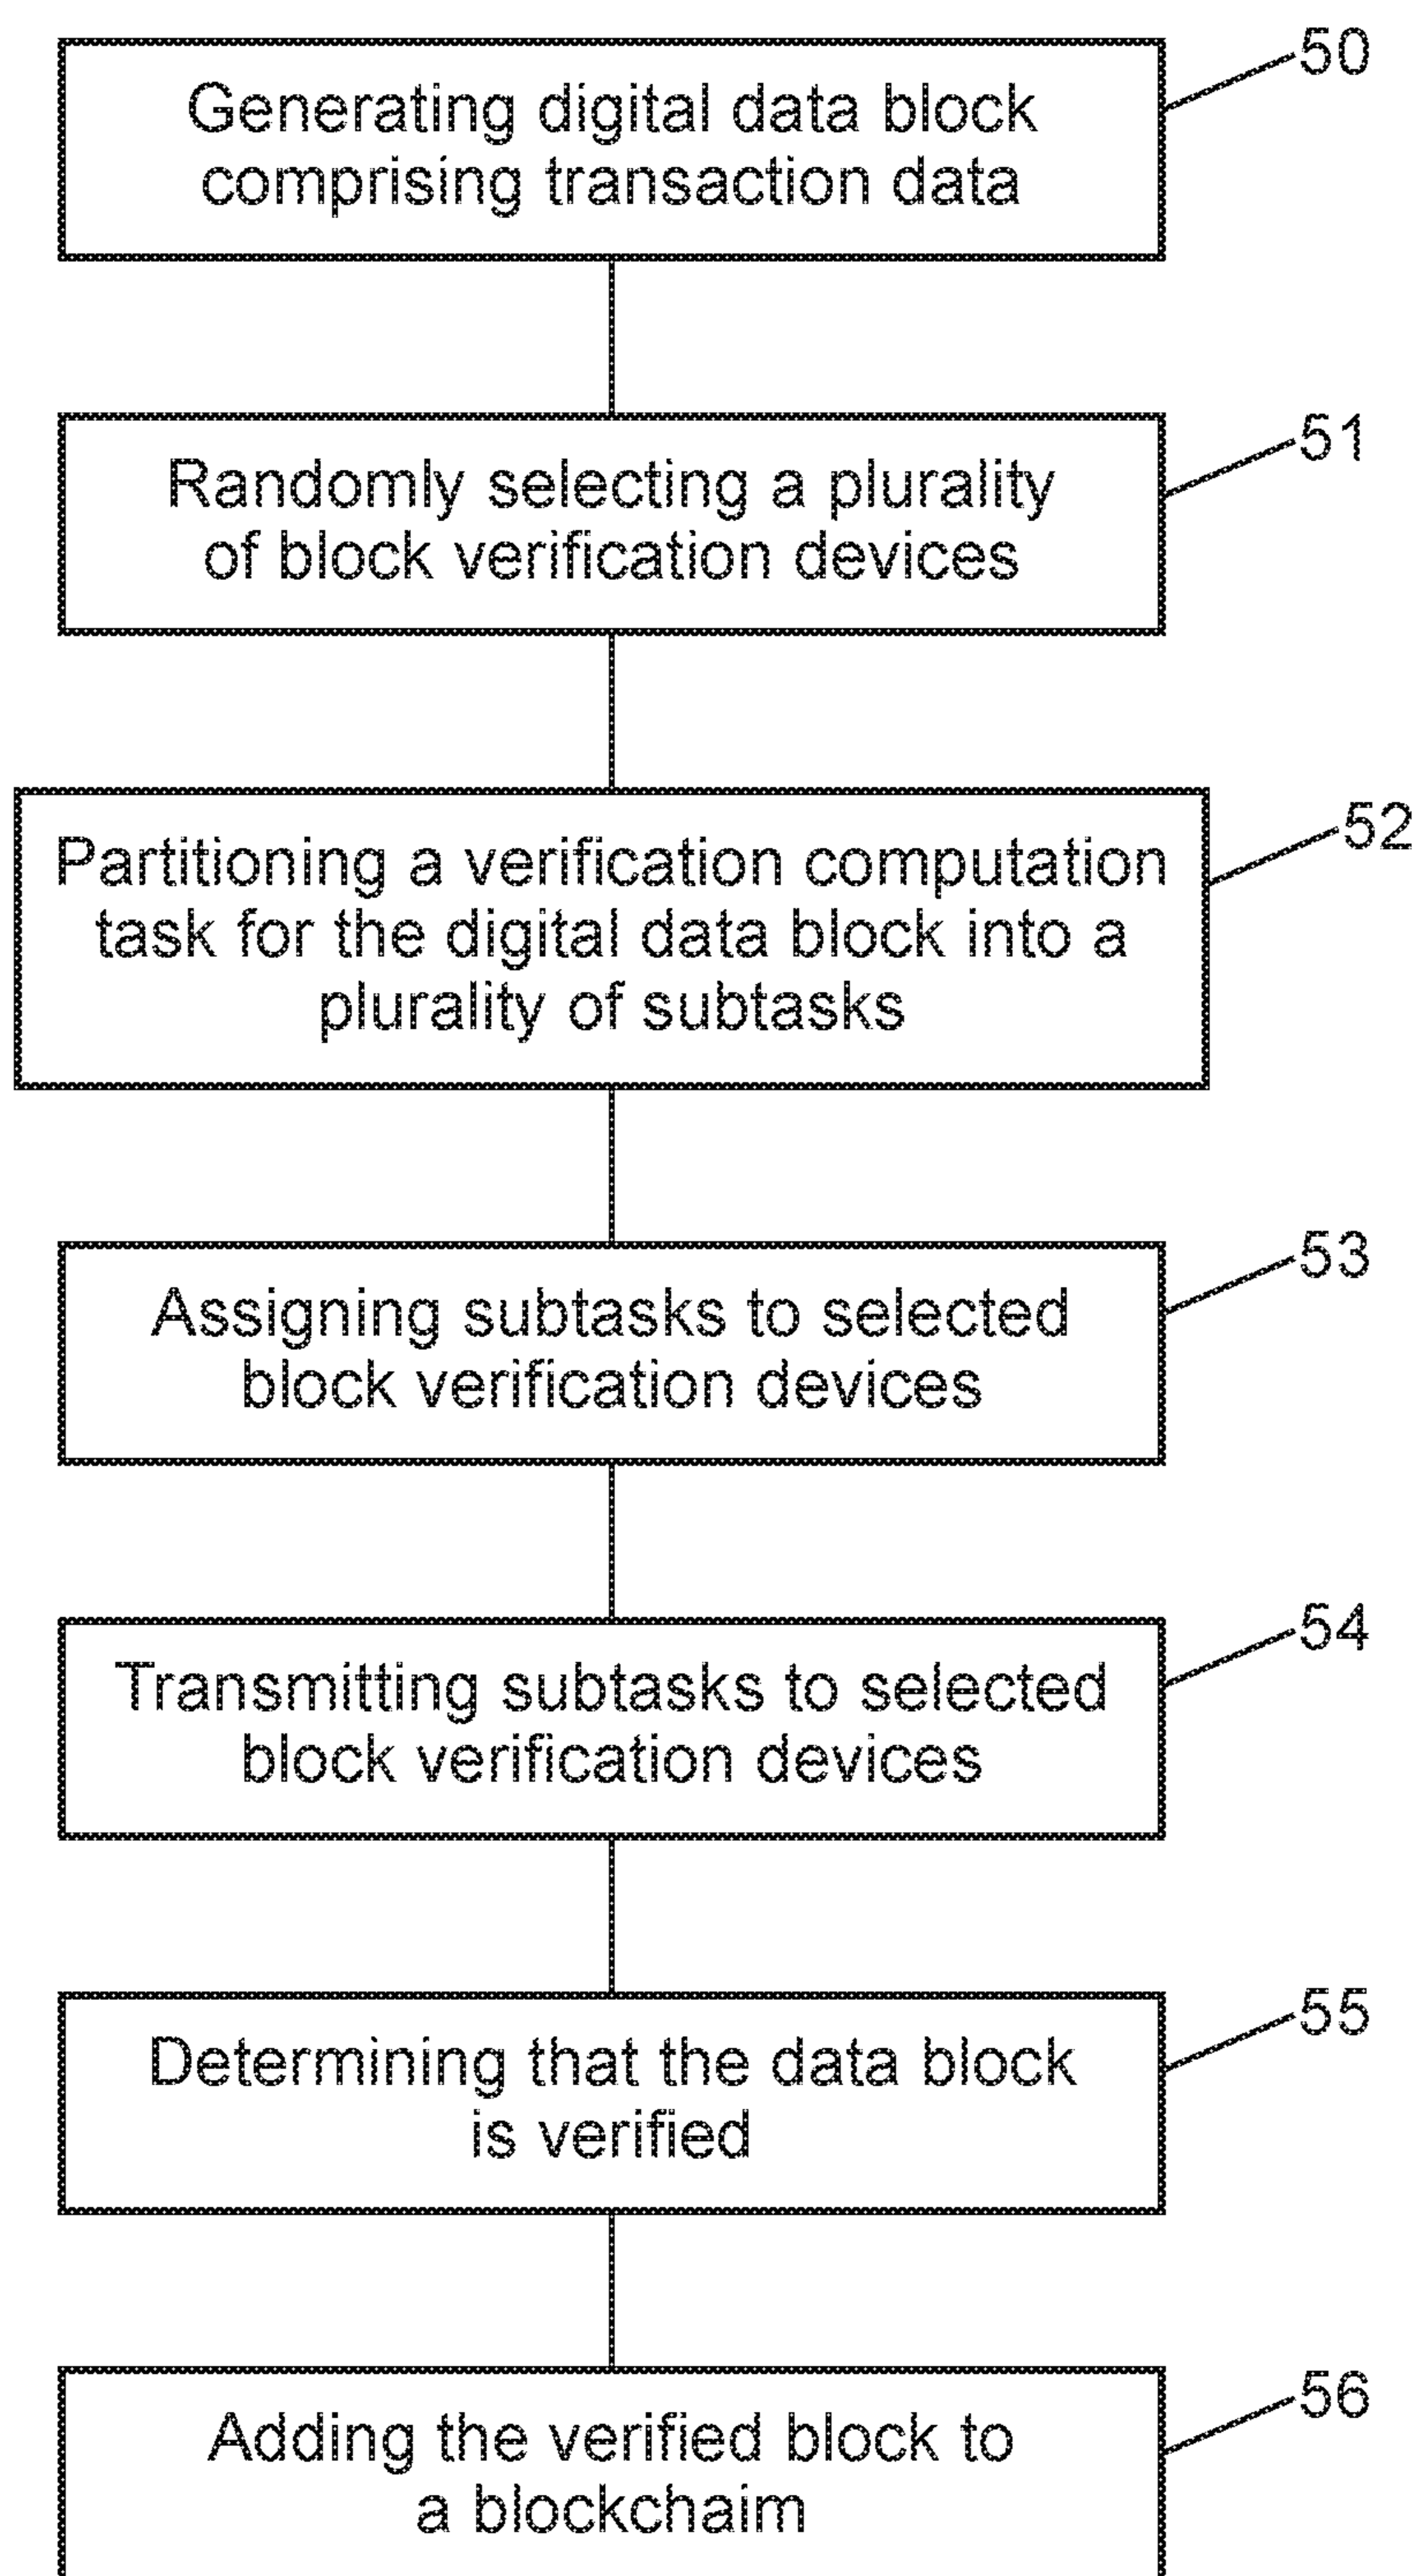 Generating digital data block
comprising transaction data
50
Randomly selecting a plurality
of block verification devices
51
Partitioning a verification computation
task for the digital data block into a
plurality of subtasks
52
Assigning subtasks to selected
block verification devices
53
Transmitting subtasks to selected
block verification devices
54
Determining that the data block
is verified
55
Adding the verified block to
a blockchaim
56